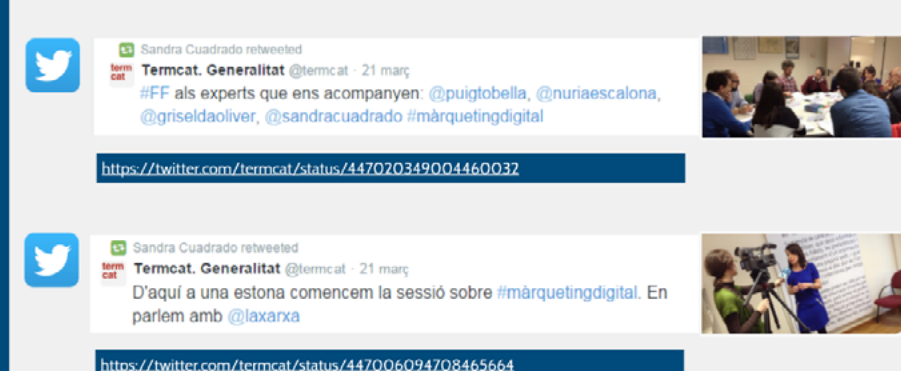 Sandra Cuadrado retweeted
term cat
Termcat. Generalitat @termcat · 21 març
#FF als experts que ens acompanyen: @puigtobella, @nuriaescalona,
@griseldaoliver, @sandracuadrado #màrquetingdigital
https://twitter.com/termcat/status/447020349004460032
Sandra Cuadrado retweeted
term cat
Termcat. Generalitat @termcat · 21 març
D'aquí a una estona comencem la sessió sobre #màrquetingdigital. En
parlem amb @laxarxa
https://twitter.com/termcat/status/447006094708465664